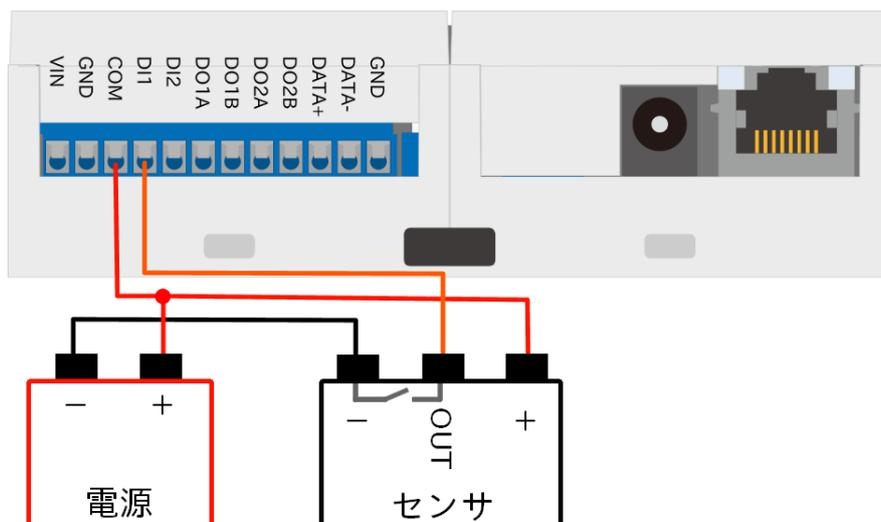 VIN
GND
COM
DI1
DI2
DO1A
DO1B
DO2A
DO2B
DATA+
DATA-
GND
− +
− OUT +
電源
センサ